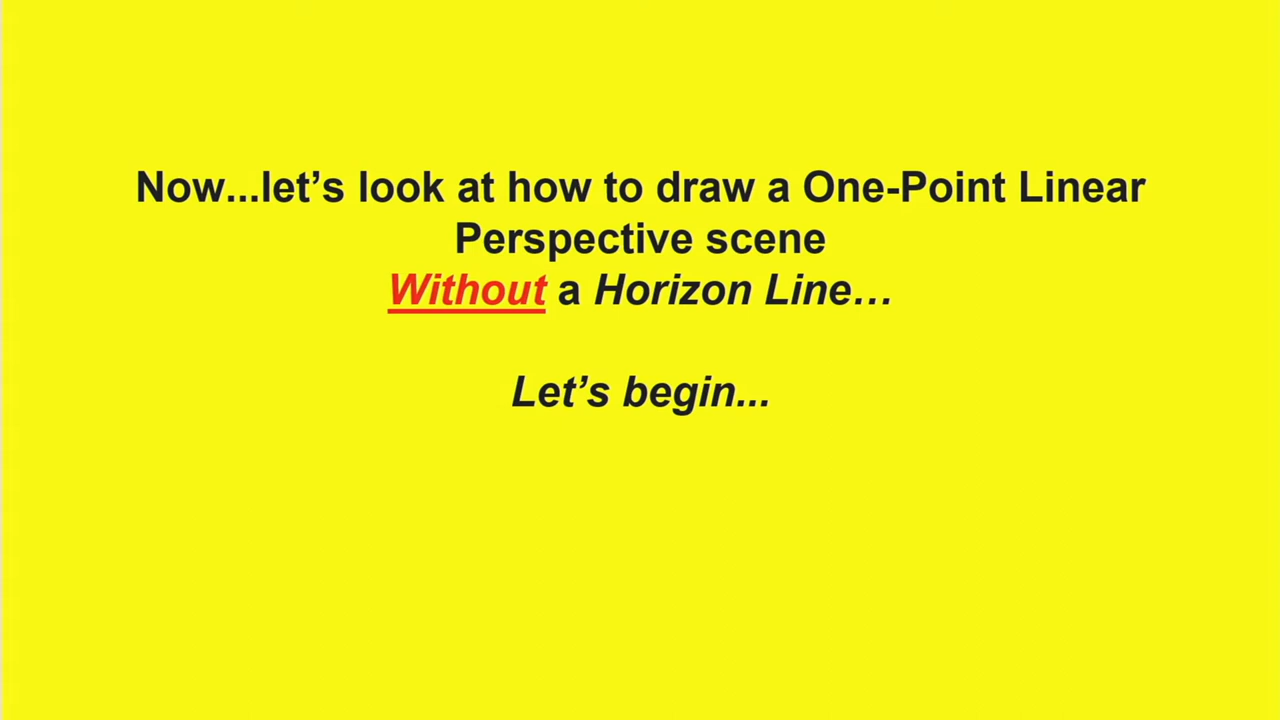 Now...let’s look at how to draw a One-Point Linear
Perspective scene
Without a Horizon Line…
Let’s begin...